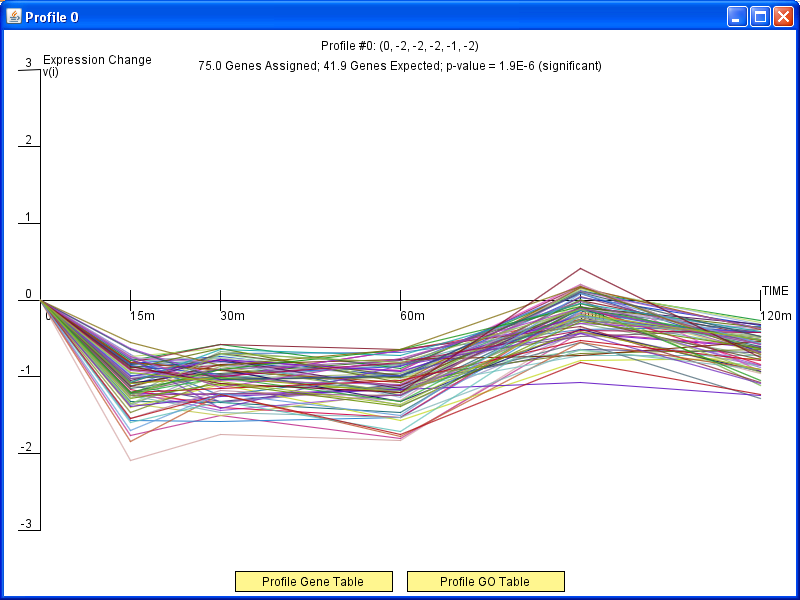 Profile 0
Profile #0: (0, -2, -2, -2, -1, -2)
Expression Change
v(i)
75.0 Genes Assigned; 41.9 Genes Expected; p-value = 1.9E-6 (significant)
3
2
1
0
TIME
0 15m 30m 60m 120m
-1
-2
-3
Profile Gene Table Profile GO Table